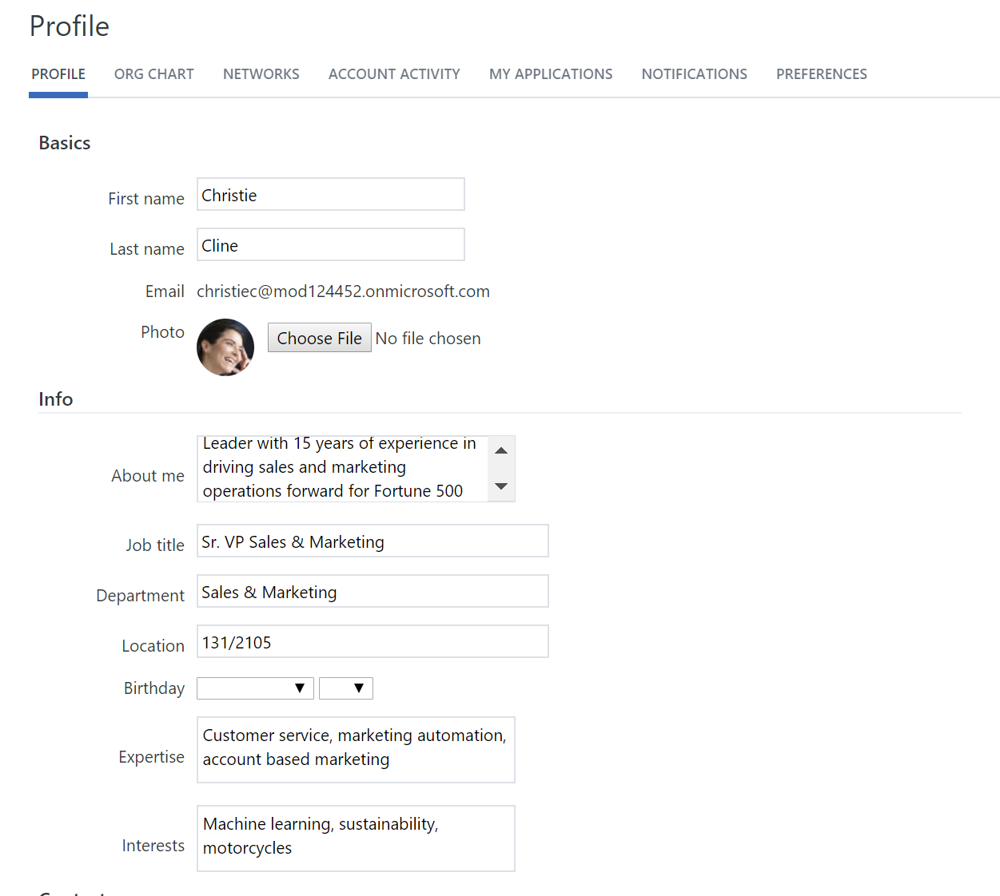 Profile
PROFILE ORG CHART NETWORKS ACCOUNT ACTIVITY MY APPLICATIONS NOTIFICATIONS PREFERENCES
Basics
First name Christie
Last name Cline
Email christiec@mod124452.onmicrosoft.com
Photo Choose File No file chosen
Info
About me Leader with 15 years of experience in
driving sales and marketing
operations forward for Fortune 500
Job title Sr. VP Sales & Marketing
Department Sales & Marketing
Location 131/2105
Birthday
Expertise Customer service, marketing automation,
account based marketing
Interests Machine learning, sustainability,
motorcycles